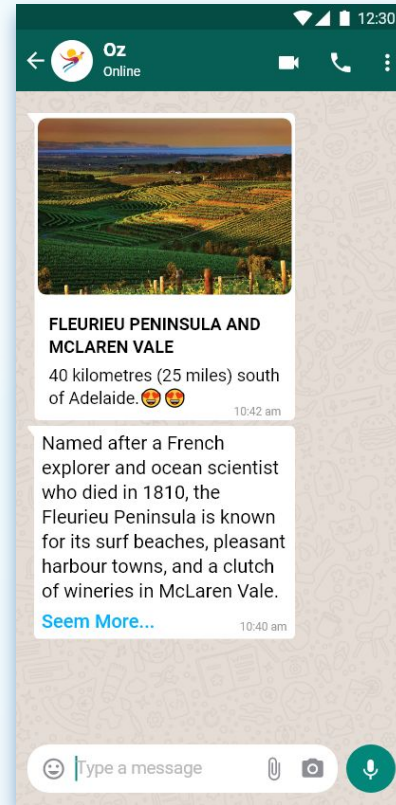 12:30
Oz
Online
FLEURIEU PENINSULA AND
MCLAREN VALE
40 kilometres (25 miles) south
of Adelaide.😍😍
10:42 am
Named after a French
explorer and ocean scientist
who died in 1810, the
Fleurieu Peninsula is known
for its surf beaches, pleasant
harbour towns, and a clutch
of wineries in McLaren Vale.
Seem More...
10:40 am
Type a message